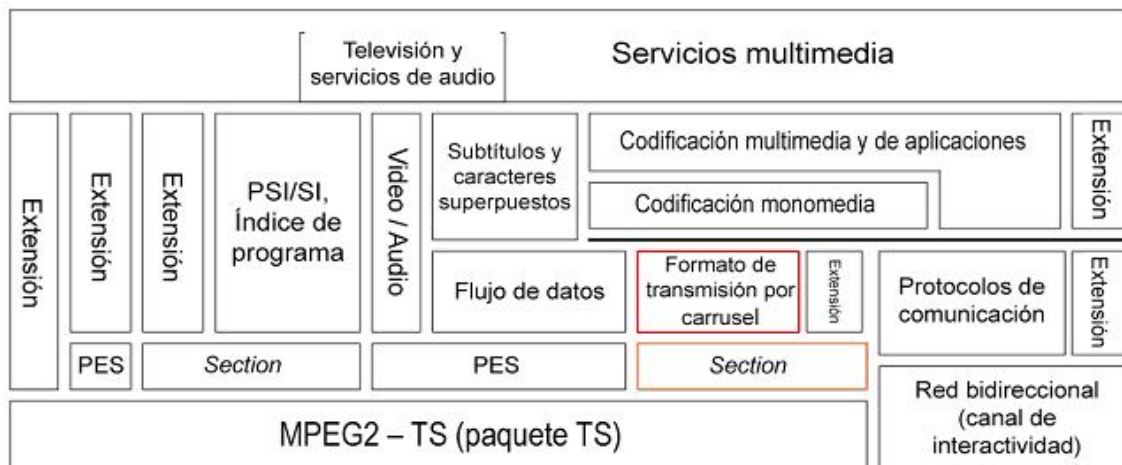 Televisión y
servicios de audio
Servicios multimedia
Extensión
Extensión
Extensión
PSI/SI,
Índice de
programa
Video / Audio
Subtítulos y
caracteres
superpuestos
Codificación multimedia y de aplicaciones
Codificación monomedia
Extensión
Flujo de datos
Formato de
transmisión por
carrusel
Extensión
Protocolos de
comunicación
Extensión
PES
Section
PES
Section
MPEG2 – TS (paquete TS)
Red bidireccional
(canal de
interactividad)